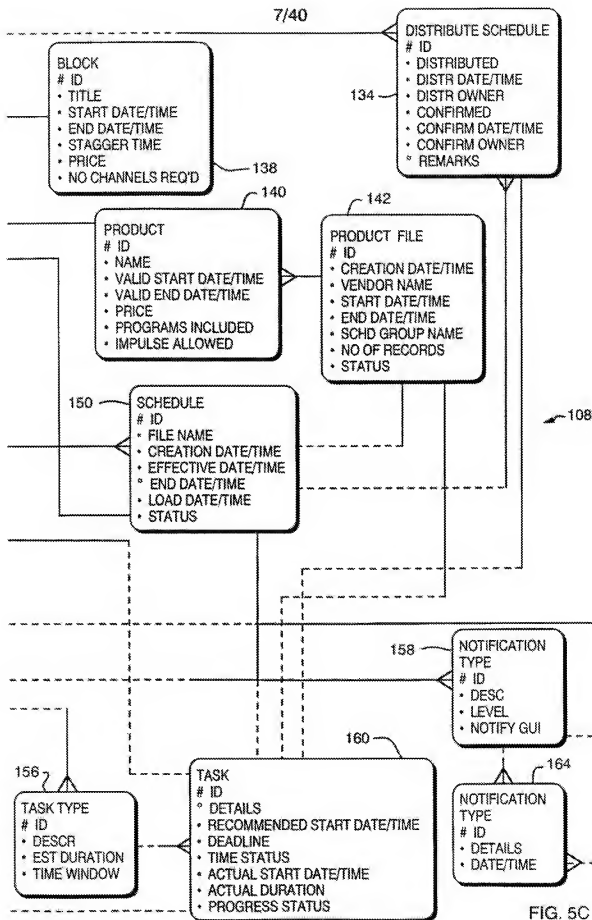 7/40
DISTRIBUTE SCHEDULE
# ID
• DISTRIBUTED
• DISTR DATE/TIME
• DISTR OWNER
• CONFIRMED
• CONFIRM DATE/TIME
• CONFIRM OWNER
° REMARKS
134
BLOCK
# ID
• TITLE
• START DATE/TIME
• END DATE/TIME
• STAGGER TIME
• PRICE
• NO CHANNELS REQ'D
138
140
PRODUCT
# ID
• NAME
• VALID START DATE/TIME
• VALID END DATE/TIME
• PRICE
• PROGRAMS INCLUDED
• IMPULSE ALLOWED
142
PRODUCT FILE
# ID
• CREATION DATE/TIME
• VENDOR NAME
• START DATE/TIME
• END DATE/TIME
• SCHD GROUP NAME
• NO OF RECORDS
• STATUS
150
SCHEDULE
# ID
• FILE NAME
• CREATION DATE/TIME
• EFFECTIVE DATE/TIME
° END DATE/TIME
• LOAD DATE/TIME
• STATUS
108
158
NOTIFICATION
TYPE
# ID
• DESC
• LEVEL
• NOTIFY GUI
156
TASK TYPE
# ID
• DESCR
• EST DURATION
• TIME WINDOW
160
TASK
# ID
° DETAILS
• RECOMMENDED START DATE/TIME
• DEADLINE
• TIME STATUS
• ACTUAL START DATE/TIME
• ACTUAL DURATION
• PROGRESS STATUS
164
NOTIFICATION
TYPE
# ID
• DETAILS
• DATE/TIME
FIG. 5C